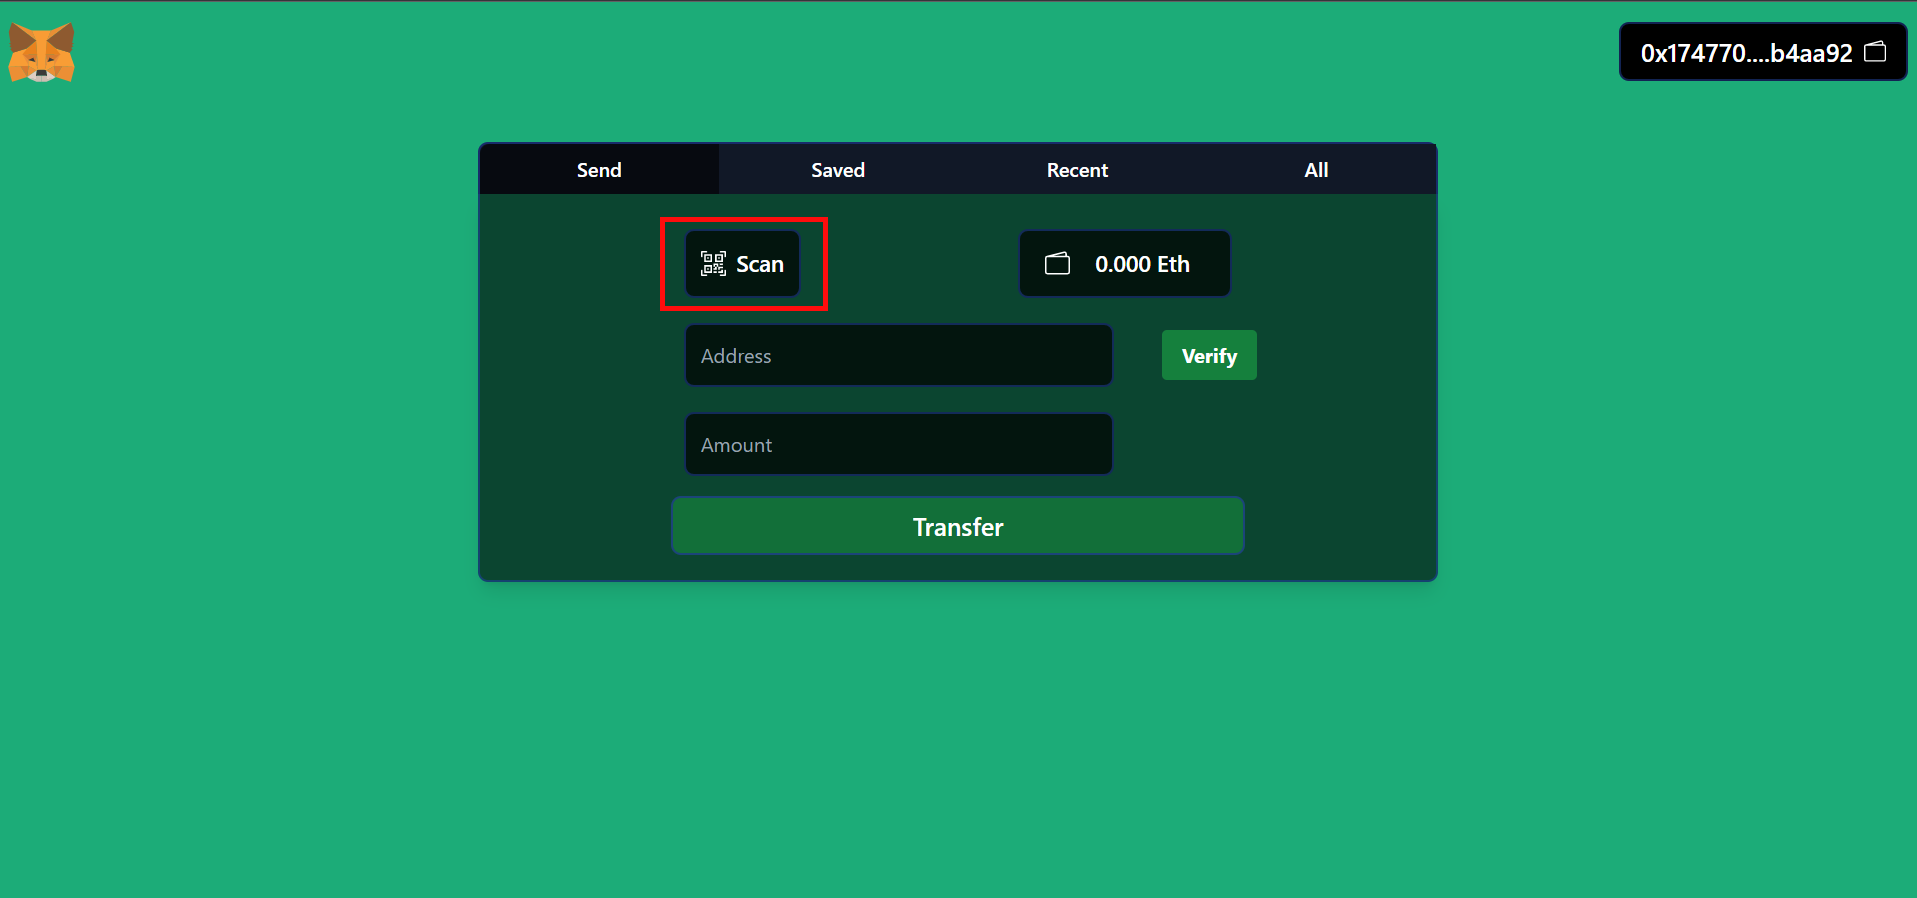 0x174770....b4aa92
Send Saved Recent All
Scan 0.000 Eth
Address Verify
Amount
Transfer